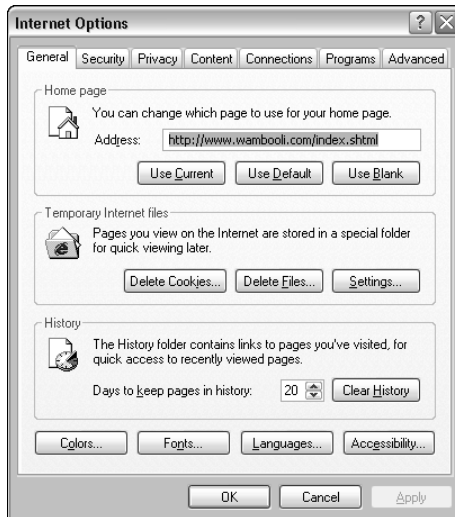 Internet Options
General Security Privacy Content Connections Programs Advanced
Home page
You can change which page to use for your home page.
Address: http://www.wambooli.com/index.shtml
Use Current Use Default Use Blank
Temporary Internet files
Pages you view on the Internet are stored in a special folder
for quick viewing later.
Delete Cookies... Delete Files... Settings...
History
The History folder contains links to pages you've visited, for
quick access to recently viewed pages.
Days to keep pages in history: 20 Clear History
Colors... Fonts... Languages... Accessibility...
OK Cancel Apply